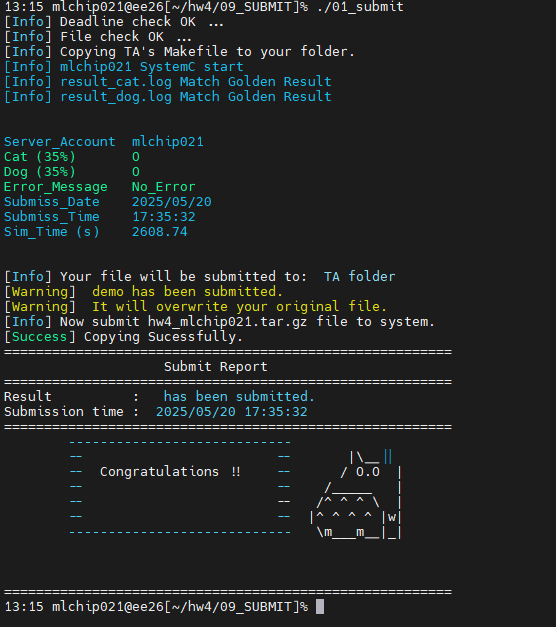 13:15 mlchip021@ee26[~/hw4/09_SUBMIT]% ./01_submit
[Info] Deadline check OK ...
[Info] File check OK ...
[Info] Copying TA's Makefile to your folder.
[Info] mlchip021 SystemC start
[Info] result_cat.log Match Golden Result
[Info] result_dog.log Match Golden Result
Server_Account  mlchip021
Cat (35%)       O
Dog (35%)       O
Error_Message   No_Error
Submiss_Date    2025/05/20
Submiss_Time    17:35:32
Sim_Time (s)    2608.74
[Info] Your file will be submitted to:  TA folder
[Warning]  demo has been submitted.
[Warning]  It will overwrite your original file.
[Info] Now submit hw4_mlchip021.tar.gz file to system.
[Success] Copying Sucessfully.
========================================================
                    Submit Report
========================================================
Result          :   has been submitted.
Submission time :  2025/05/20 17:35:32
========================================================
        ----------------------------
        --                        --       |\__||
        --  Congratulations !!    --      / O.O  |
        --                        --    /_____   |
        --                        --   /^ ^ ^ \  |
        --                        --  |^ ^ ^ ^ |w|
        ----------------------------   \m___m__|_|
========================================================
13:15 mlchip021@ee26[~/hw4/09_SUBMIT]%